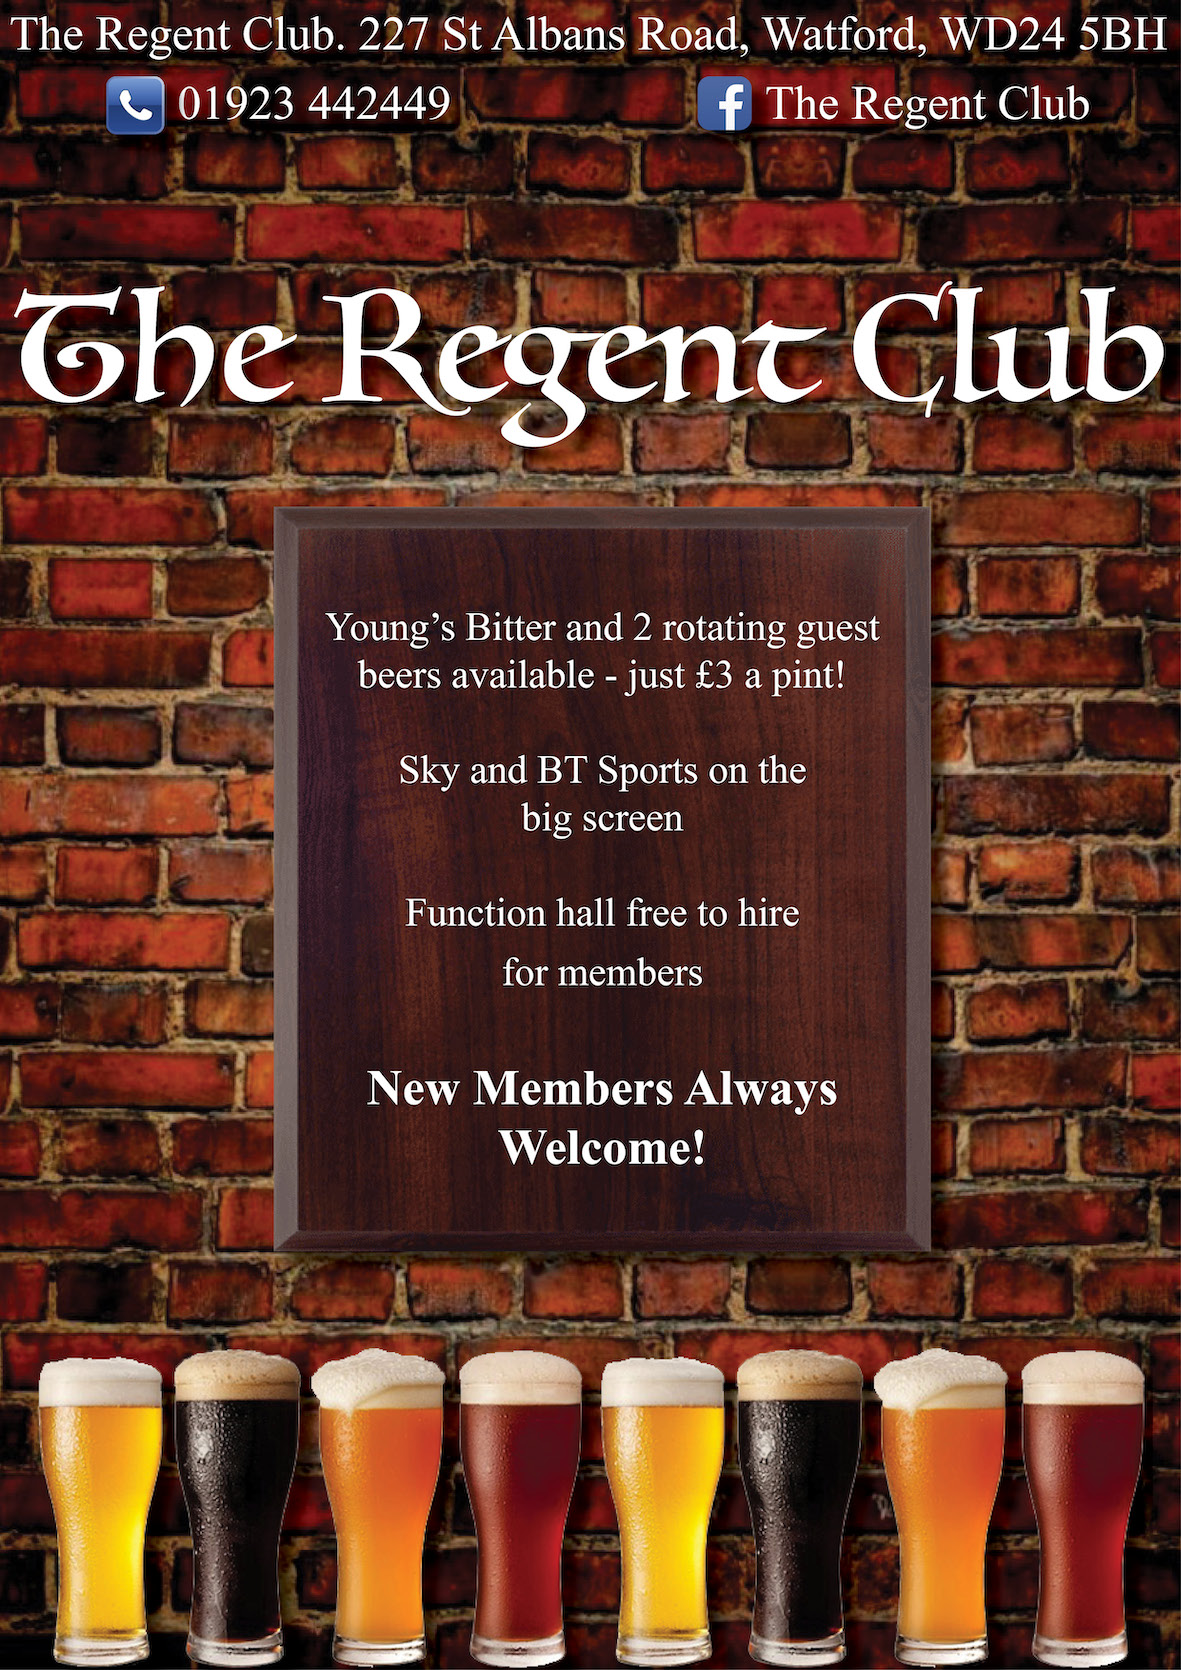 The Regent Club. 227 St Albans Road, Watford, WD24 5BH
01923 442449
The Regent Club
The Regent Club
Young’s Bitter and 2 rotating guest
beers available - just £3 a pint!
Sky and BT Sports on the
big screen
Function hall free to hire
for members
New Members Always
Welcome!